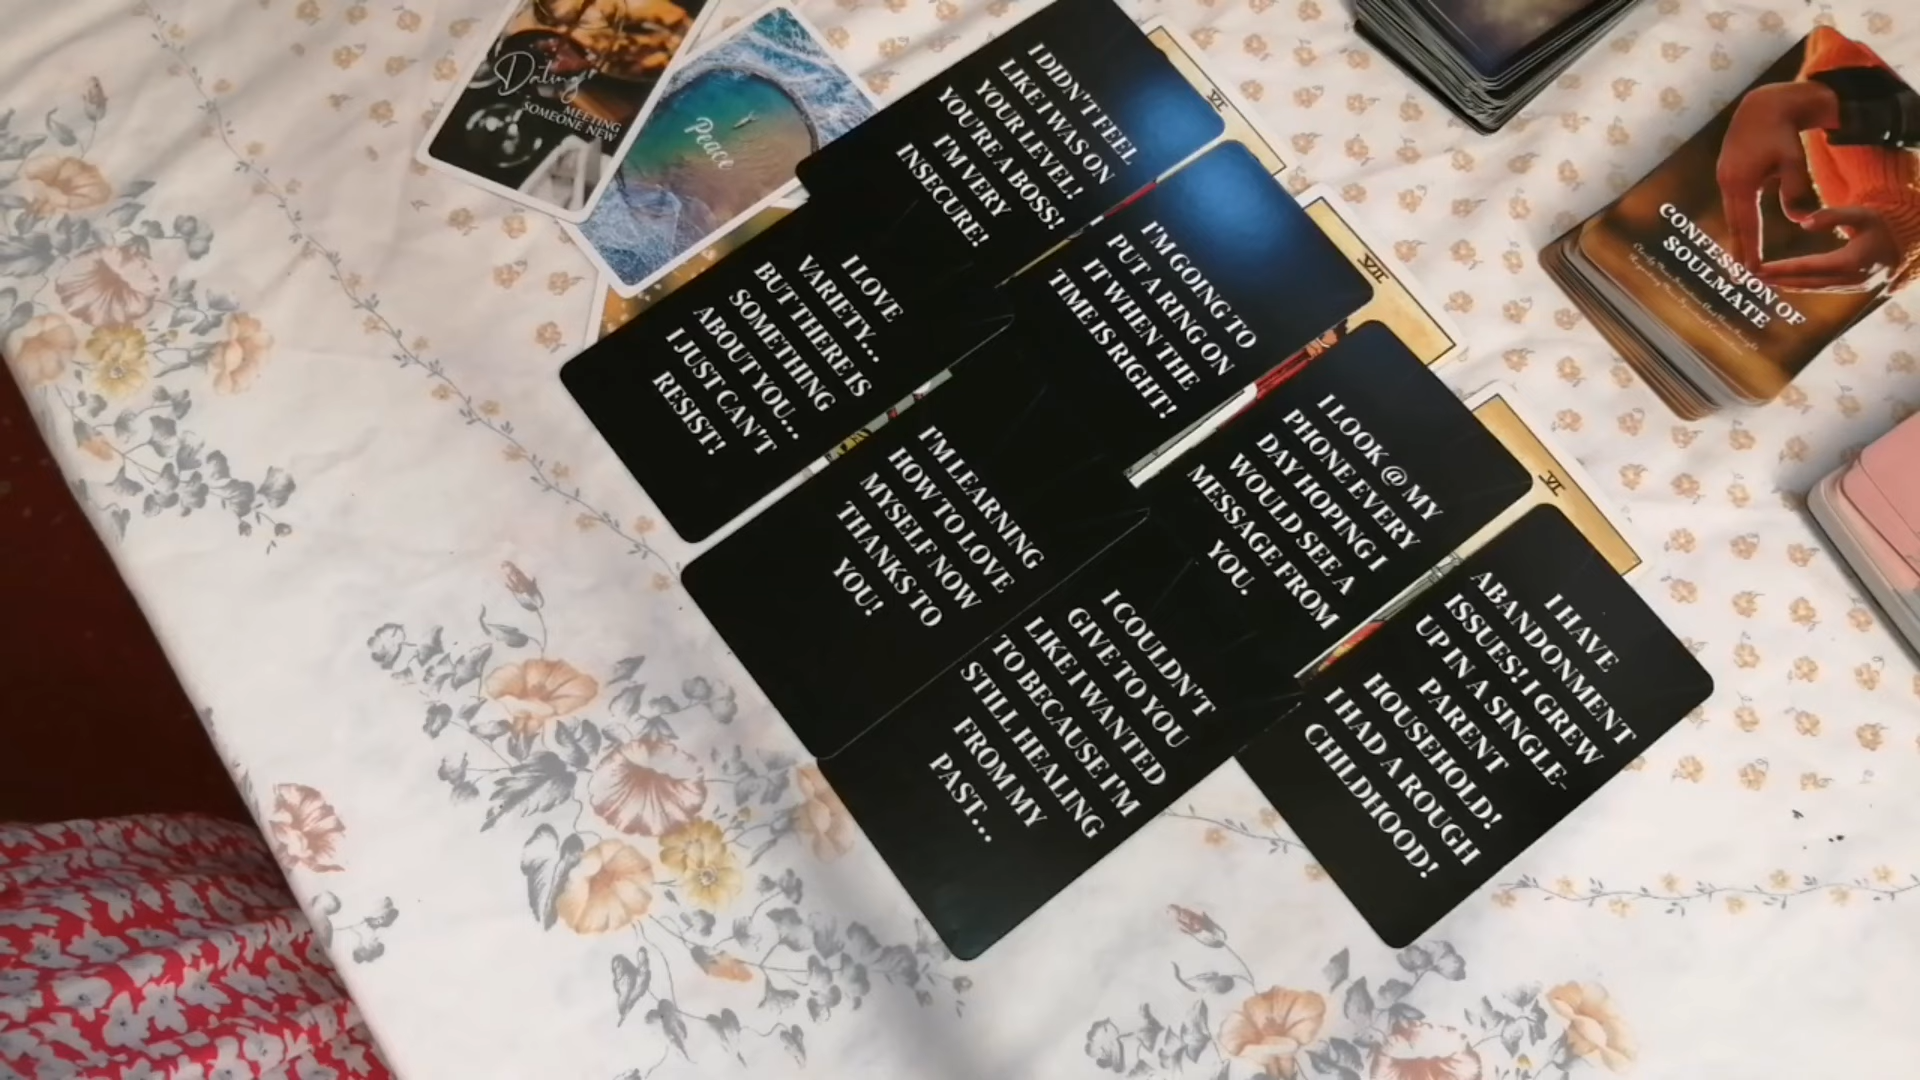 Dating
MEETING
SOMEONE NEW
Peace
I DIDN'T FEEL
LIKE I WAS ON
YOUR LEVEL!
YOU'RE A BOSS!
I'M VERY
INSECURE!
VI
I LOVE
VARIETY...
BUT THERE IS
SOMETHING
ABOUT YOU...
I JUST CAN'T
RESIST!
I'M GOING TO
PUT A RING ON
IT WHEN THE
TIME IS RIGHT!
VII
I'M LEARNING
HOW TO LOVE
MYSELF NOW
THANKS TO
YOU!
I LOOK @ MY
PHONE EVERY
DAY HOPING I
WOULD SEE A
MESSAGE FROM
YOU.
VI
I COULDN'T
GIVE TO YOU
LIKE I WANTED
TO BECAUSE I'M
STILL HEALING
FROM MY
PAST...
I HAVE
ABANDONMENT
ISSUES! I GREW
UP IN A SINGLE-
PARENT
HOUSEHOLD!
I HAD A ROUGH
CHILDHOOD!
CONFESSION OF
SOULMATE